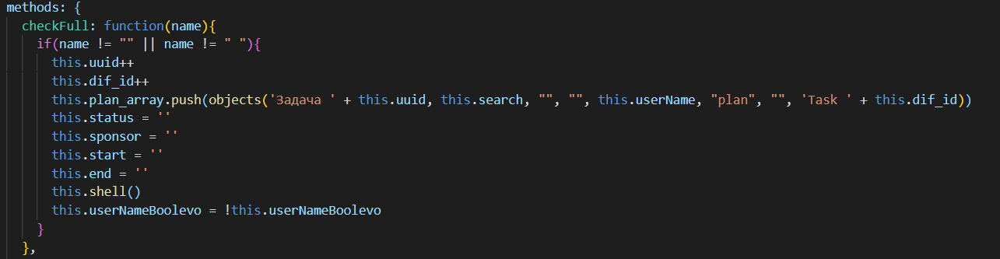 methods: {
checkFull: function(name){
if(name != "" || name != " "){
this.uuid++
this.dif_id++
this.plan_array.push(objects('Задача ' + this.uuid, this.search, "", "", this.userName, "plan", "", 'Task ' + this.dif_id))
this.status = ''
this.sponsor = ''
this.start = ''
this.end = ''
this.shell()
this.userNameBoolevo = !this.userNameBoolevo
}
},